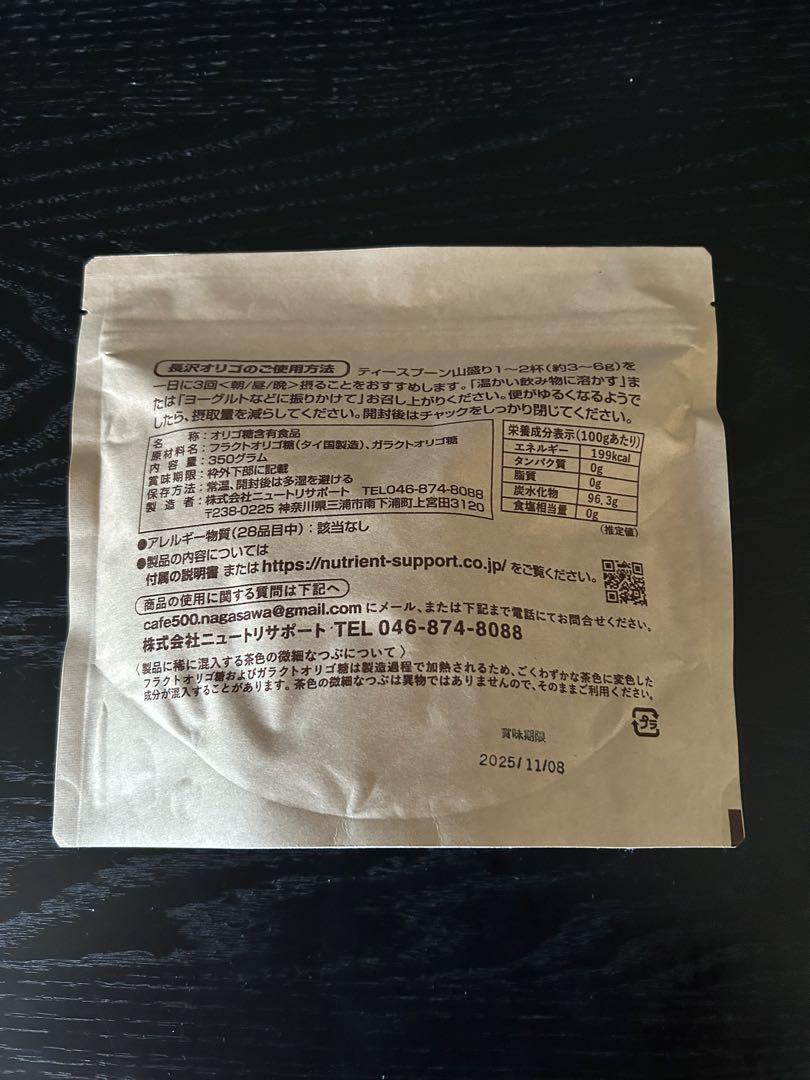 長沢オリゴのご使用方法 ティースプーン山盛り1〜2杯(約3〜6g)を
一日に3回<朝/昼/晩>摂ることをおすすめします。「温かい飲み物に溶かす」ま
たは「ヨーグルトなどに振りかけて」お召し上がりください。便がゆるくなるようで
したら、摂取量を減らしてください。開封後はチャックをしっかり閉じてください。
名 称:オリゴ糖含有食品
原材料名:フラクトオリゴ糖(タイ国製造)、ガラクトオリゴ糖
内 容 量:350グラム
賞味期限:枠外下部に記載
保存方法:常温、開封後は多湿を避ける
製 造 者:株式会社ニュートリサポート TEL046-874-8088
〒238-0225 神奈川県三浦市南下浦町上宮田3120
栄養成分表示(100gあたり)
エネルギー 199kcal
タンパク質 0g
脂質 0g
炭水化物 96.3g
食塩相当量 0g
(推定値)
●アレルギー物質(28品目中):該当なし
●製品の内容については
付属の説明書 またはhttps://nutrient-support.co.jp/ をご覧ください。
商品の使用に関する質問は下記へ
cafe500.nagasawa@gmail.com にメール、または下記まで電話にてお問合せください。
株式会社ニュートリサポート・TEL 046-874-8088
〈製品に稀に混入する茶色の微細なつぶについて〉
フラクトオリゴ糖およびガラクトオリゴ糖は製造過程で加熱されるため、ごくわずかな茶色に変色した
成分が混入することがあります。茶色の微細なつぶは異物ではありませんので、そのままご利用ください。
プラ
賞味期限
2025/11/08